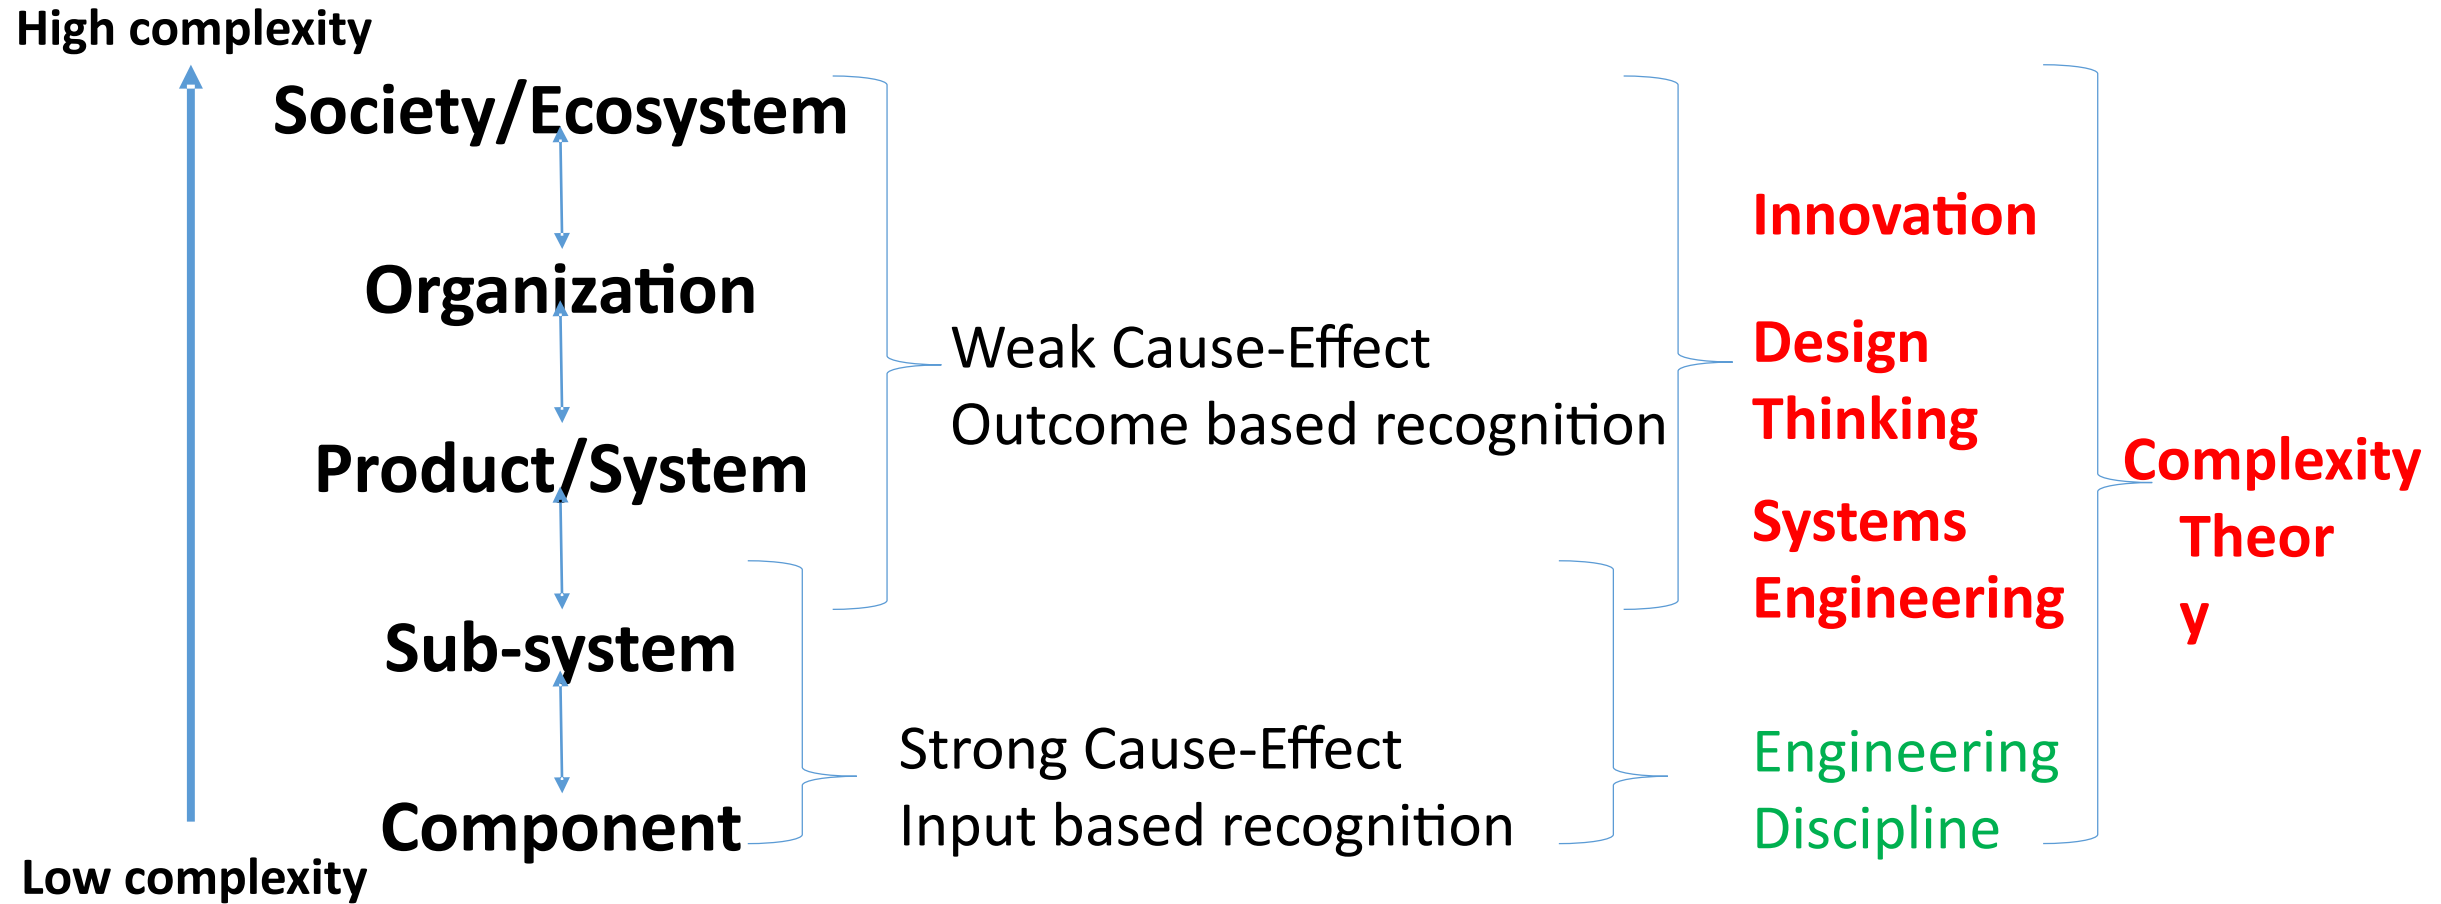 High complexity
Society/Ecosystem
Organization
Product/System
Sub-system
Component
Low complexity
Weak Cause-Effect
Outcome based recognition
Strong Cause-Effect
Input based recognition
Innovation
Design
Thinking
Systems
Engineering
Engineering
Discipline
Complexity
Theor
y